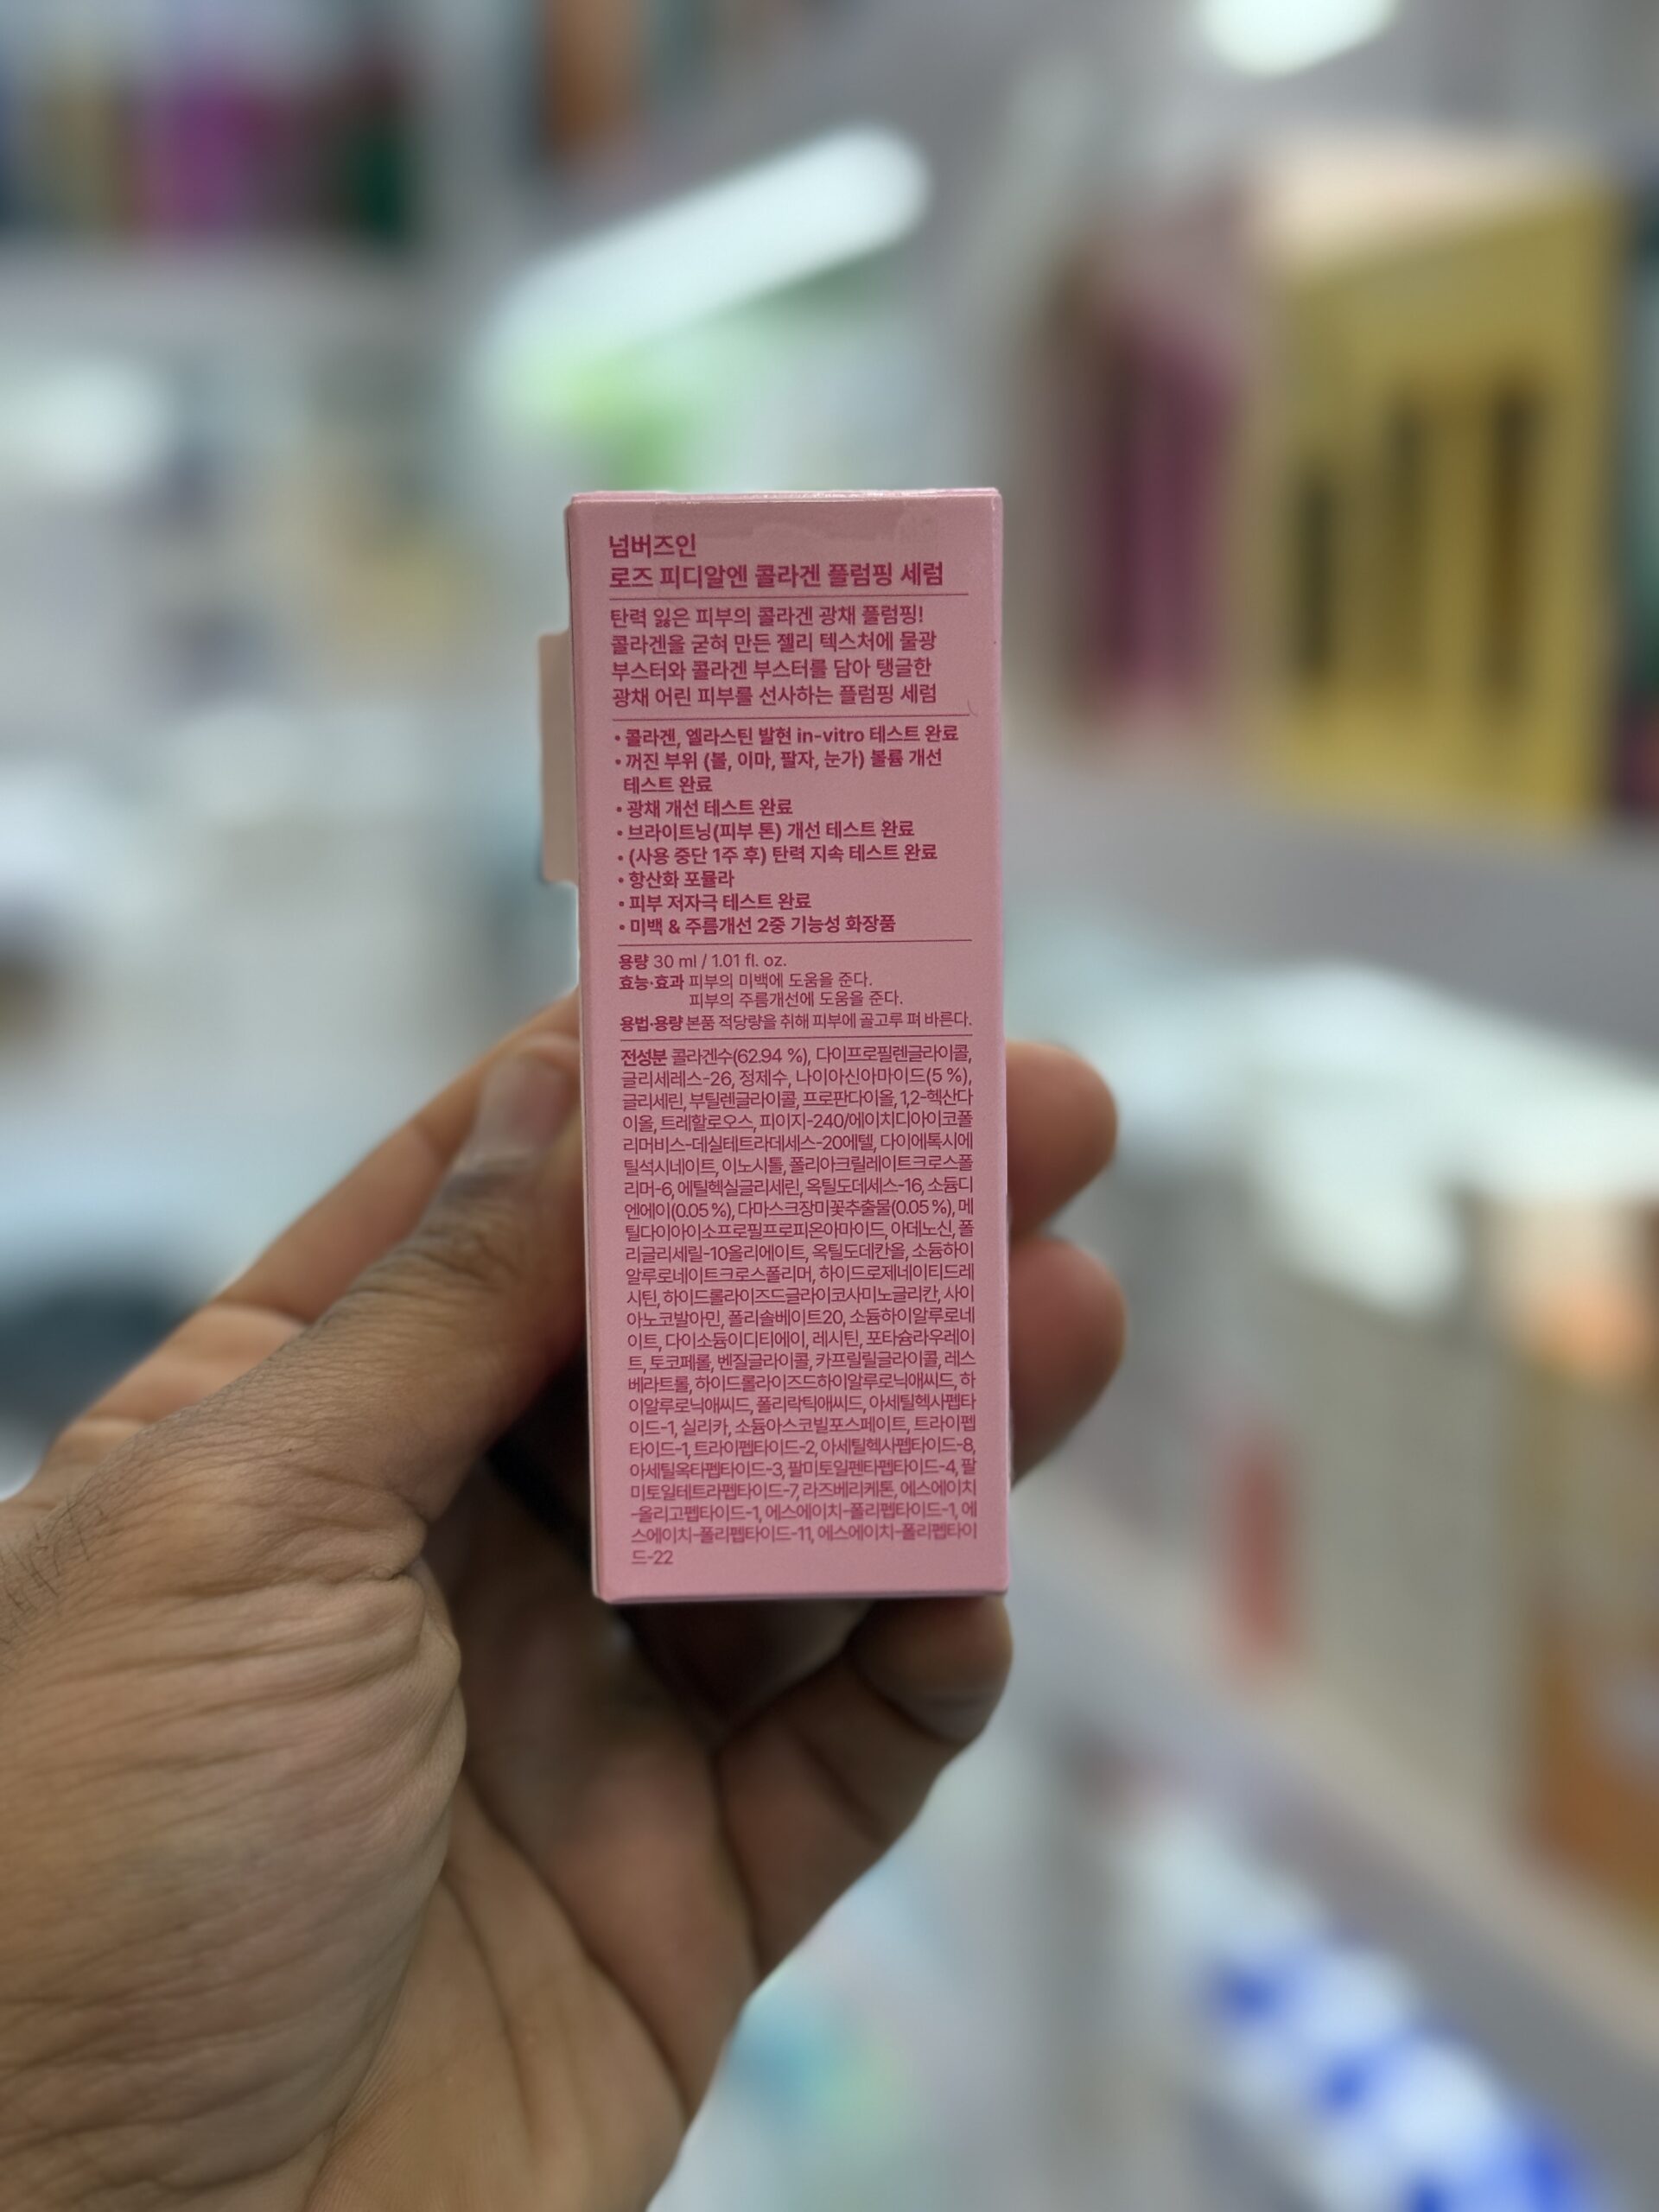 넘버즈인
로즈 피디알엔 콜라겐 플럼핑 세럼
탄력 잃은 피부의 콜라겐 광채 플럼핑!
콜라겐을 굳혀 만든 젤리 텍스처에 물광
부스터와 콜라겐 부스터를 담아 탱글한
광채 어린 피부를 선사하는 플럼핑 세럼
• 콜라겐, 엘라스틴 발현 in-vitro 테스트 완료
• 꺼진 부위 (볼, 이마, 팔자, 눈가) 볼륨 개선
테스트 완료
• 광채 개선 테스트 완료
• 브라이트닝(피부 톤) 개선 테스트 완료
• (사용 중단 1주 후) 탄력 지속 테스트 완료
• 항산화 포뮬라
• 피부 저자극 테스트 완료
• 미백 & 주름개선 2중 기능성 화장품
용량 30 ml / 1.01 fl. oz.
효능·효과 피부의 미백에 도움을 준다.
피부의 주름개선에 도움을 준다.
용법·용량 본품 적당량을 취해 피부에 골고루 펴 바른다.
전성분 콜라겐수(62.94 %), 다이프로필렌글라이콜,
글리세레스-26, 정제수, 나이아신아마이드(5 %),
글리세린, 부틸렌글라이콜, 프로판다이올, 1,2-헥산다
이올, 트레할로오스, 피이지-240/에이치디아이코폴
리머비스-데실테트라데세스-20에텔, 다이에톡시에
틸석시네이트, 이노시톨, 폴리아크릴레이트크로스폴
리머-6, 에틸헥실글리세린, 옥틸도데세스-16, 소듐디
엔에이(0.05 %), 다마스크장미꽃추출물(0.05 %), 메
틸다이아이소프로필프로피온아마이드, 아데노신, 폴
리글리세릴-10올리에이트, 옥틸도데칸올, 소듐하이
알루로네이트크로스폴리머, 하이드로제네이티드레
시틴, 하이드롤라이즈드글라이코사미노글리칸, 사이
아노코발아민, 폴리솔베이트20, 소듐하이알루로네
이트, 다이소듐이디티에이, 레시틴, 포타슘라우레이
트, 토코페롤, 벤질글라이콜, 카프릴릴글라이콜, 레스
베라트롤, 하이드롤라이즈드하이알루로닉애씨드, 하
이알루로닉애씨드, 폴리락틱애씨드, 아세틸헥사펩타
이드-1, 실리카, 소듐아스코빌포스페이트, 트라이펩
타이드-1, 트라이펩타이드-2, 아세틸헥사펩타이드-8,
아세틸옥타펩타이드-3, 팔미토일펜타펩타이드-4, 팔
미토일테트라펩타이드-7, 라즈베리케톤, 에스에이치
-올리고펩타이드-1, 에스에이치-폴리펩타이드-1, 에
스에이치-폴리펩타이드-11, 에스에이치-폴리펩타이
드-22